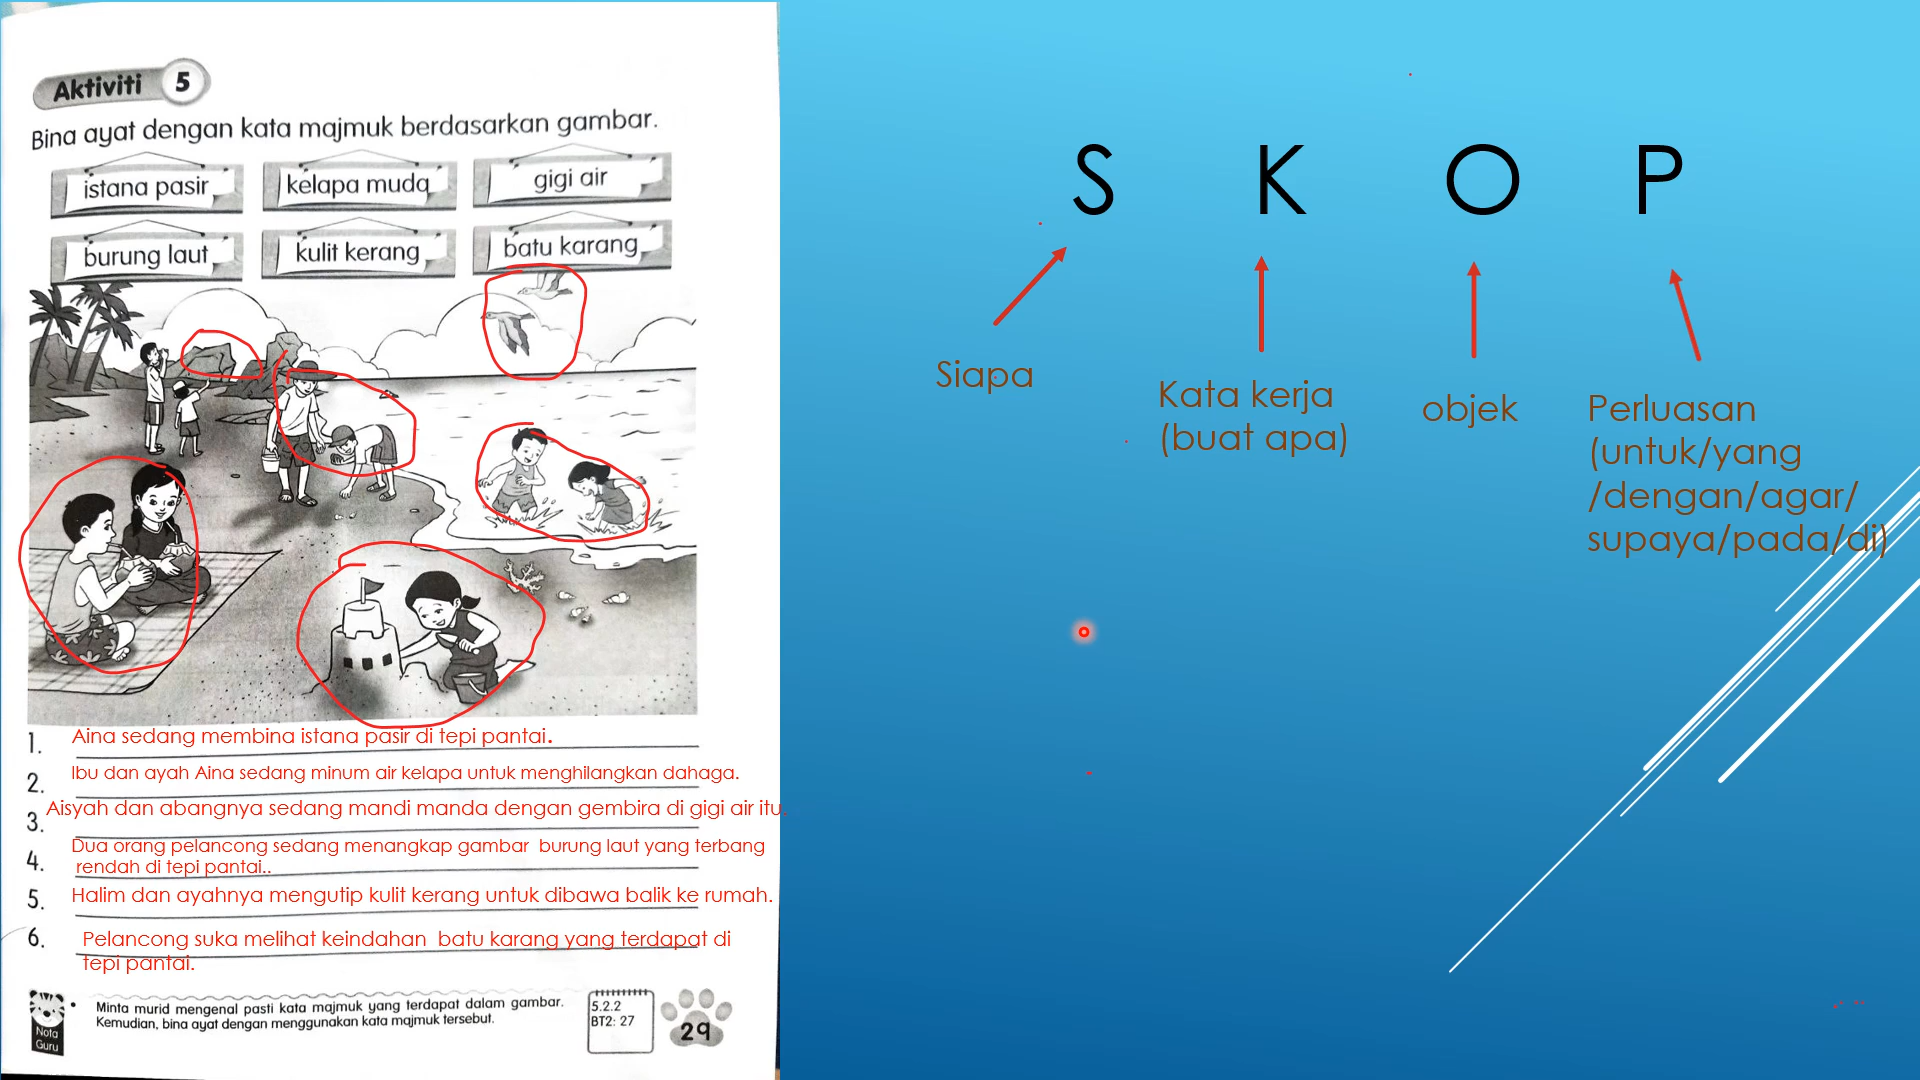 Aktiviti 5
Bina ayat dengan kata majmuk berdasarkan gambar.
istana pasir
kelapa muda
gigi air
burung laut
kulit kerang
batu karang
1. Aina sedang membina istana pasir di tepi pantai.
2. Ibu dan ayah Aina sedang minum air kelapa untuk menghilangkan dahaga.
3. Aisyah dan abangnya sedang mandi manda dengan gembira di gigi air itu.
4. Dua orang pelancong sedang menangkap gambar burung laut yang terbang
rendah di tepi pantai..
5. Halim dan ayahnya mengutip kulit kerang untuk dibawa balik ke rumah.
6. Pelancong suka melihat keindahan batu karang yang terdapat di
tepi pantai.
Nota
Guru
• Minta murid mengenal pasti kata majmuk yang terdapat dalam gambar.
Kemudian, bina ayat dengan menggunakan kata majmuk tersebut.
5.2.2
BT2: 27
29
S K O P
Siapa
Kata kerja
(buat apa)
objek
Perluasan
(untuk/yang
/dengan/agar/
supaya/pada/di)